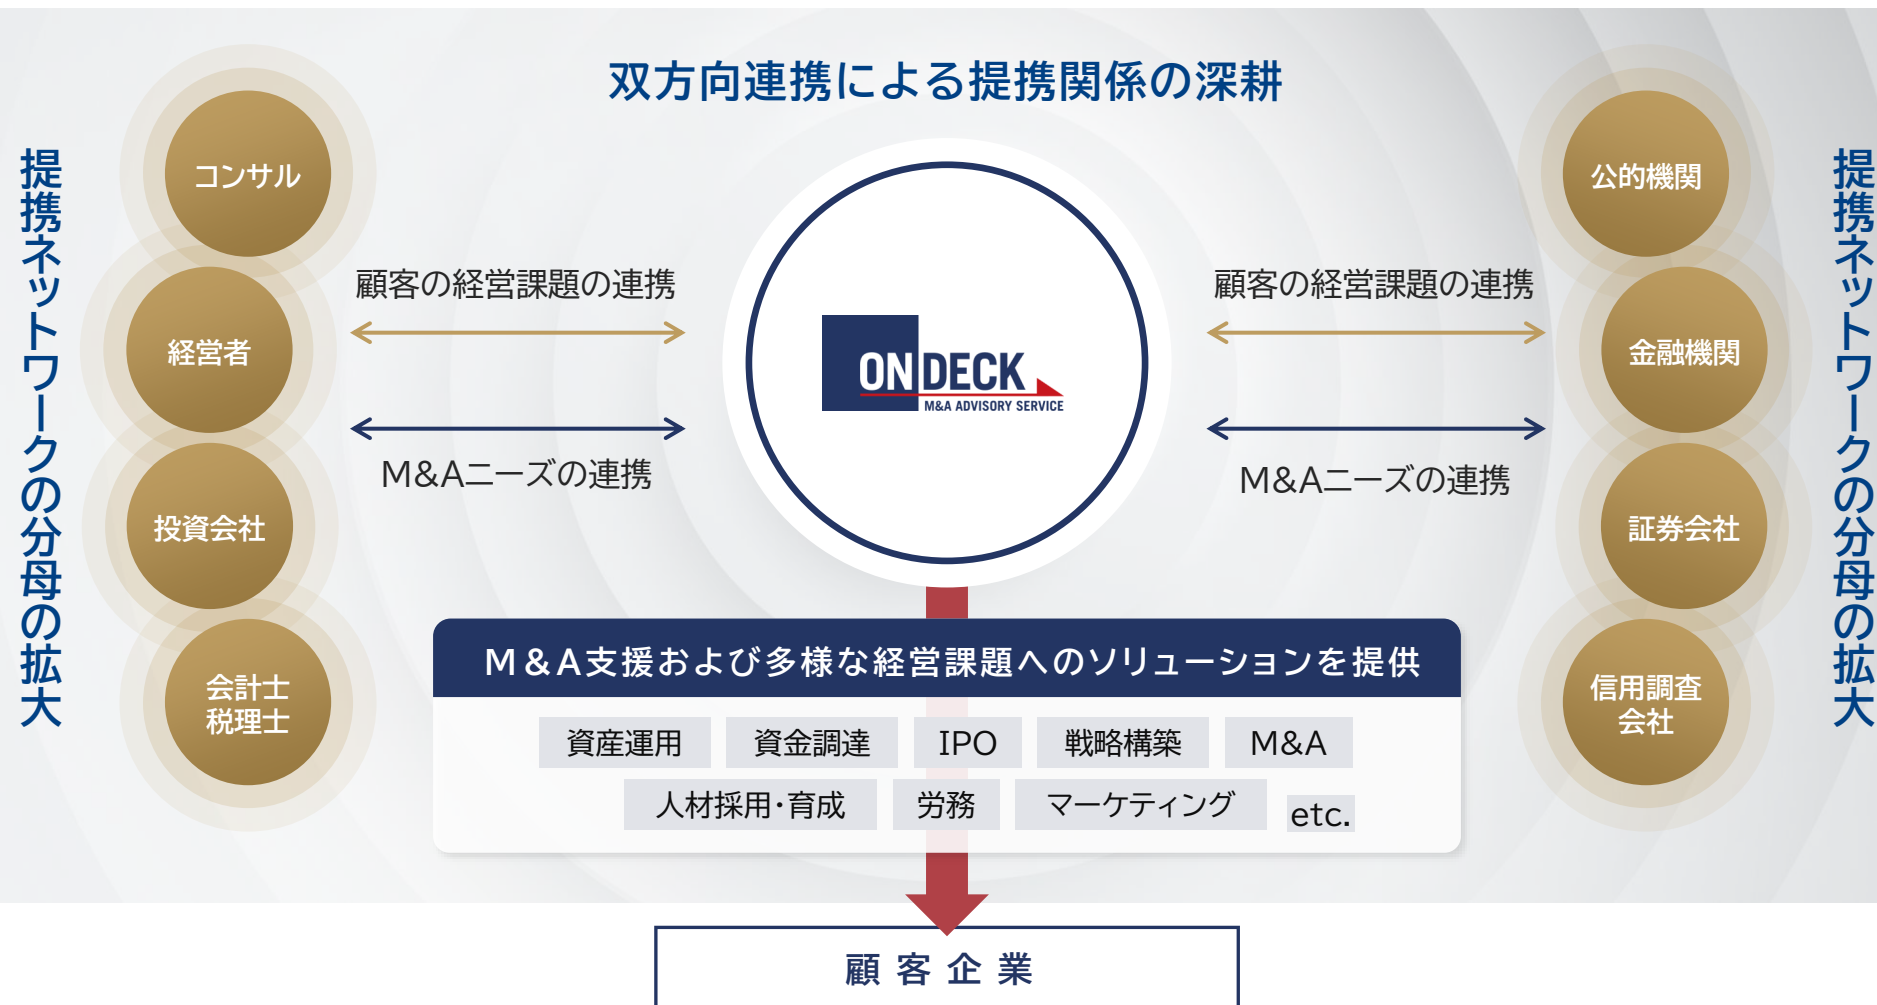 双方向連携による提携関係の深耕
提携ネットワークの分母の拡大
コンサル
経営者
投資会社
会計士
税理士
顧客の経営課題の連携
M&Aニーズの連携
ON DECK
M&A ADVISORY SERVICE
顧客の経営課題の連携
M&Aニーズの連携
公的機関
金融機関
証券会社
信用調査
会社
提携ネットワークの分母の拡大
M&A支援および多様な経営課題へのソリューションを提供
資産運用 資金調達 IPO 戦略構築 M&A
人材採用・育成 労務 マーケティング etc.
顧客企業